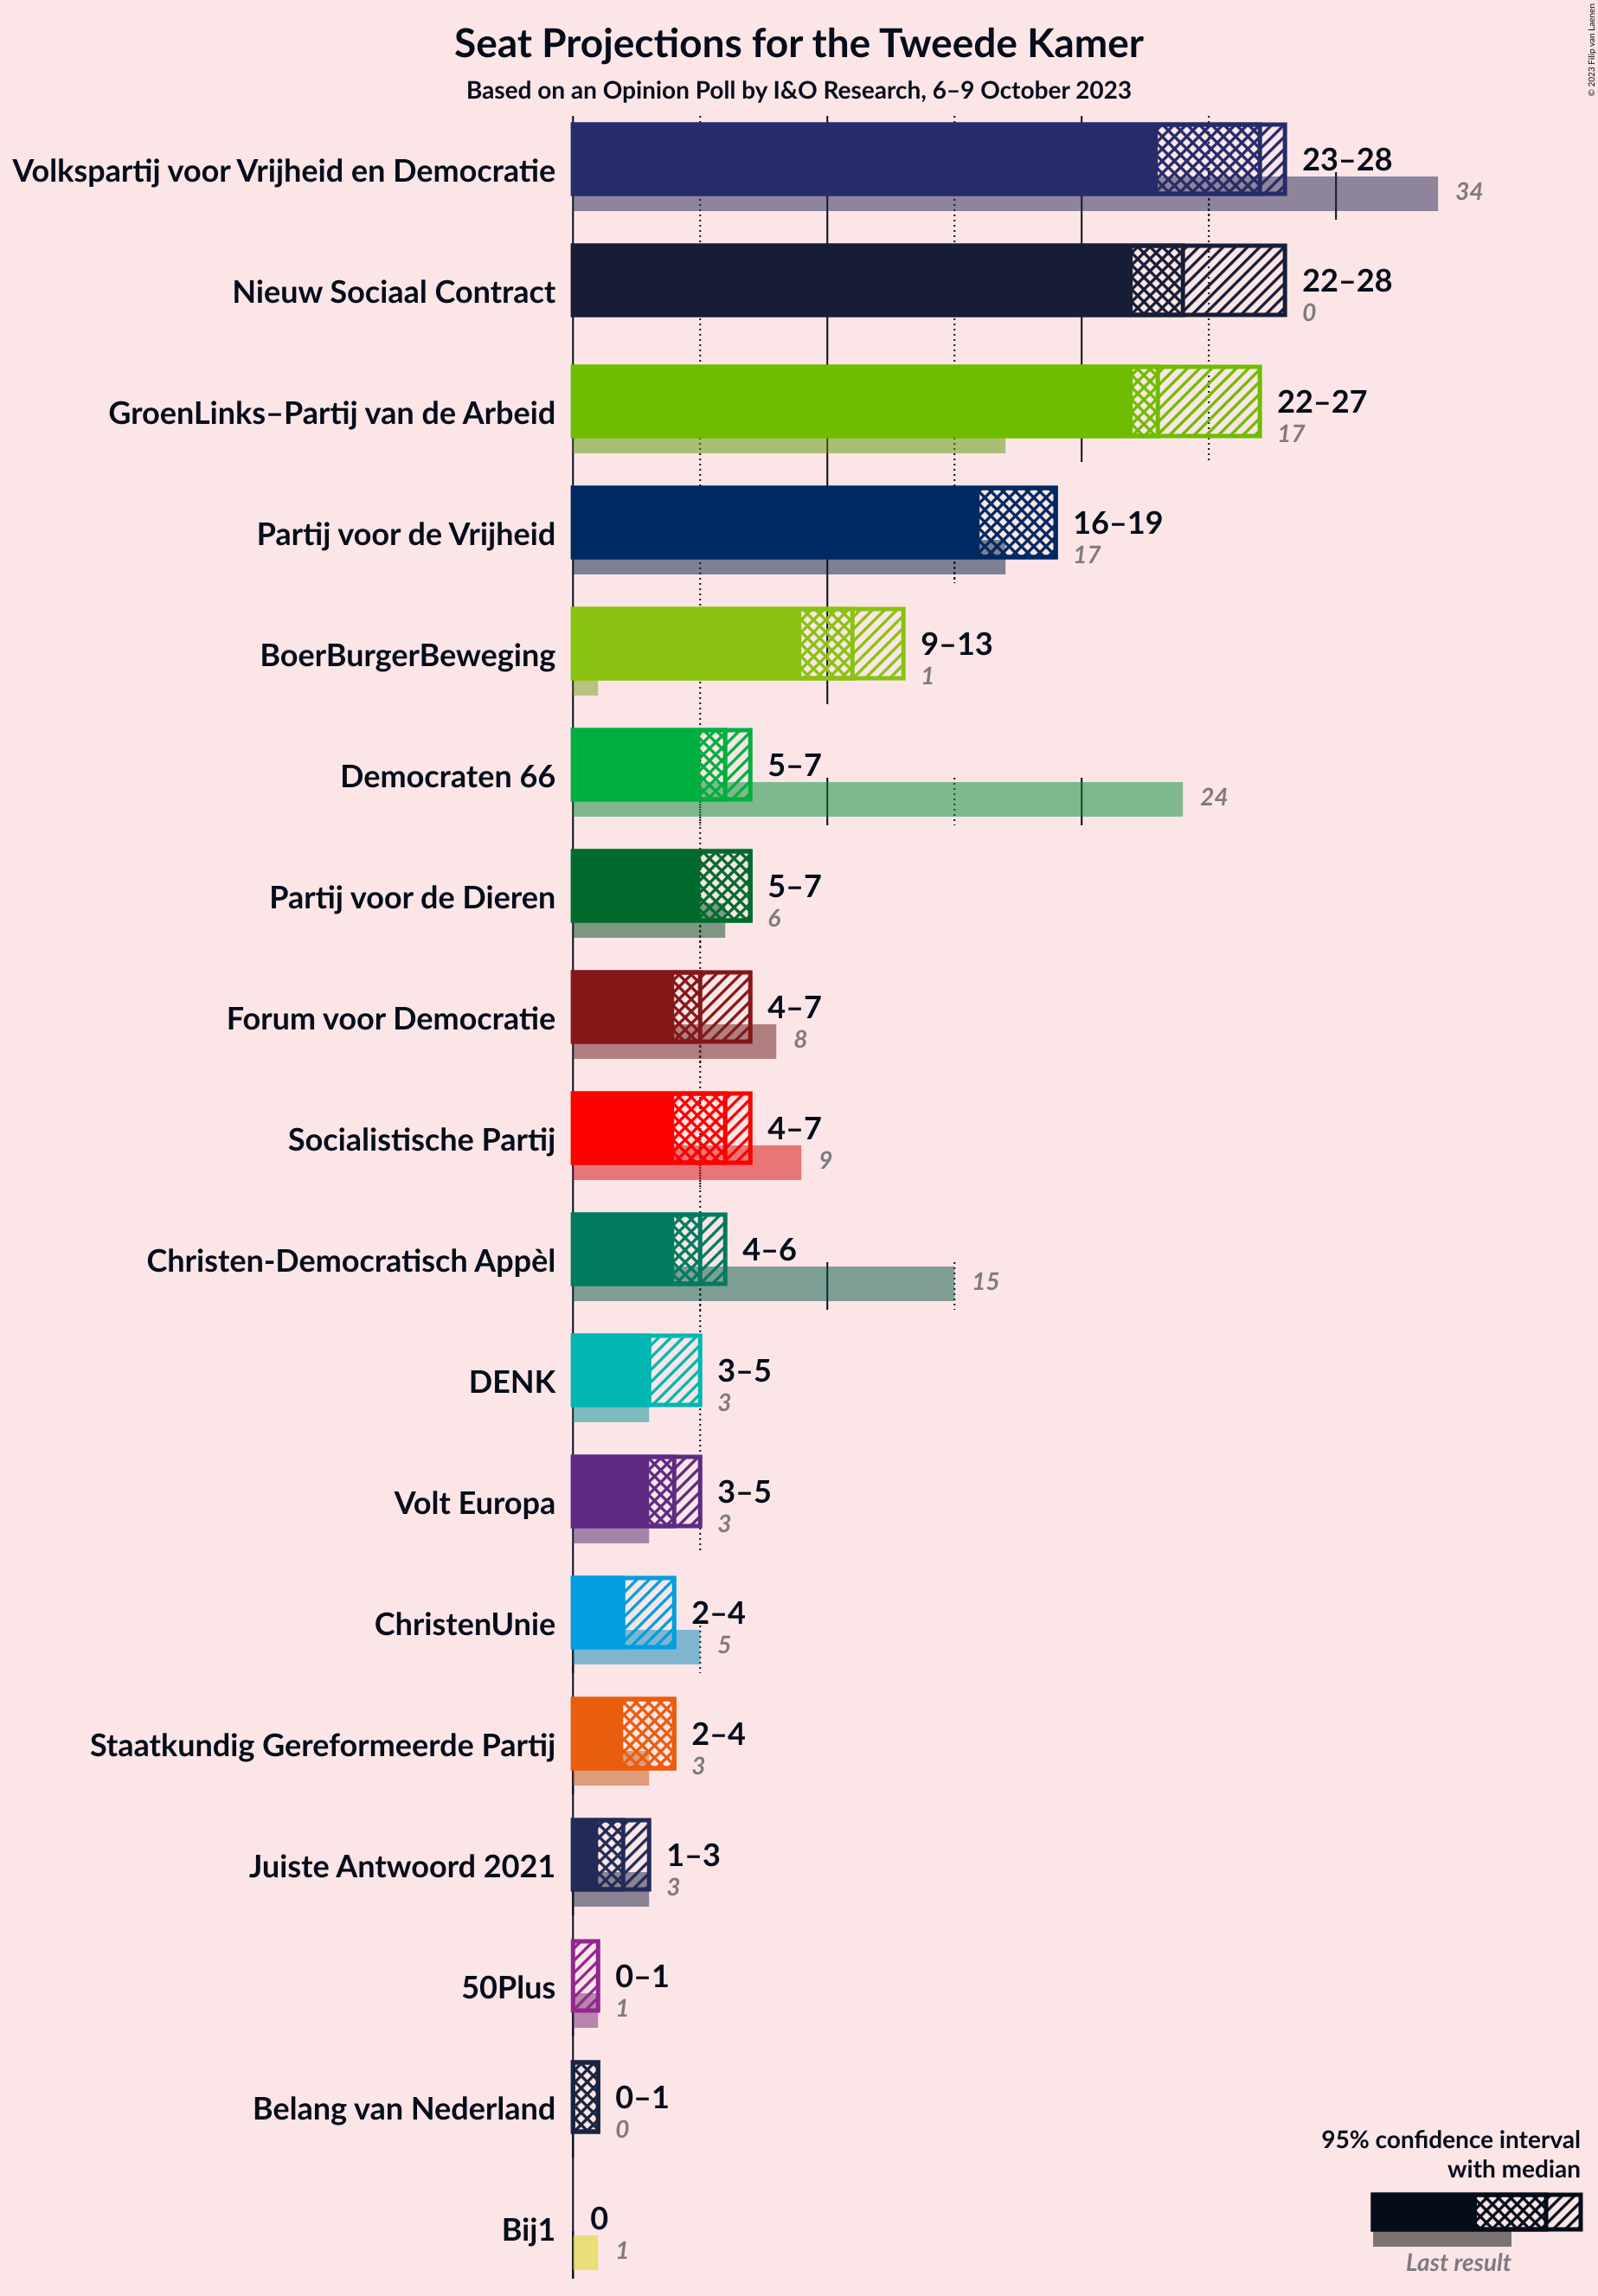 Seat Projections for the Tweede Kamer
Based on an Opinion Poll by I&O Research, 6–9 October 2023
© 2023 Filip van Laenen
Volkspartij voor Vrijheid en Democratie
23–28
34
Nieuw Sociaal Contract
22–28
0
GroenLinks–Partij van de Arbeid
22–27
17
Partij voor de Vrijheid
16–19
17
BoerBurgerBeweging
9–13
1
Democraten 66
5–7
24
Partij voor de Dieren
5–7
6
Forum voor Democratie
4–7
8
Socialistische Partij
4–7
9
Christen-Democratisch Appèl
4–6
15
DENK
3–5
3
Volt Europa
3–5
3
ChristenUnie
2–4
5
Staatkundig Gereformeerde Partij
2–4
3
Juiste Antwoord 2021
1–3
3
50Plus
0–1
1
Belang van Nederland
0–1
0
Bij1
0
1
95% confidence interval
with median
Last result